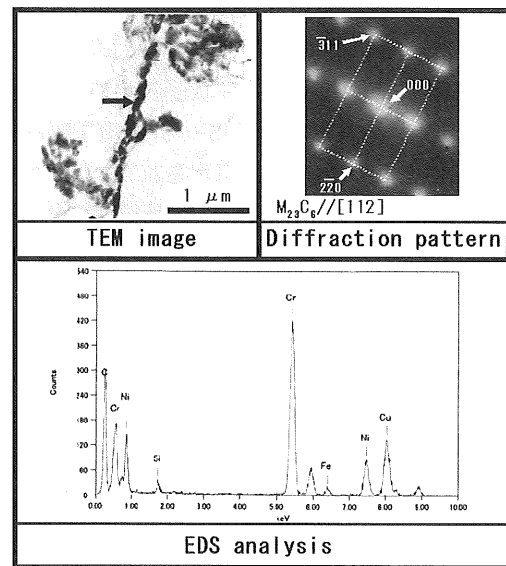 3̄11
000
2̄2̄0
1 μm
M₂₃C₆//[112]
TEM image
Diffraction pattern
540
480
420
360
300
240
180
120
60
0
Counts
C
Cr
Ni
Si
Cr
Fe
Ni
Cu
0.00 1.00 2.00 3.00 4.00 5.00 6.00 7.00 8.00 9.00 10.00
keV
EDS analysis